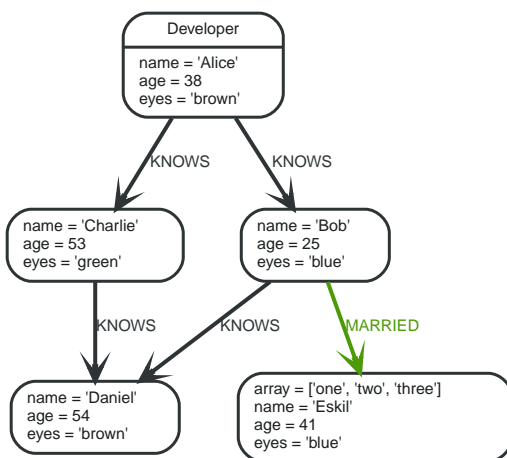 Developer
name = 'Alice'
age = 38
eyes = 'brown'
KNOWS
KNOWS
name = 'Charlie'
age = 53
eyes = 'green'
name = 'Bob'
age = 25
eyes = 'blue'
KNOWS
KNOWS
MARRIED
name = 'Daniel'
age = 54
eyes = 'brown'
array = ['one', 'two', 'three']
name = 'Eskil'
age = 41
eyes = 'blue'